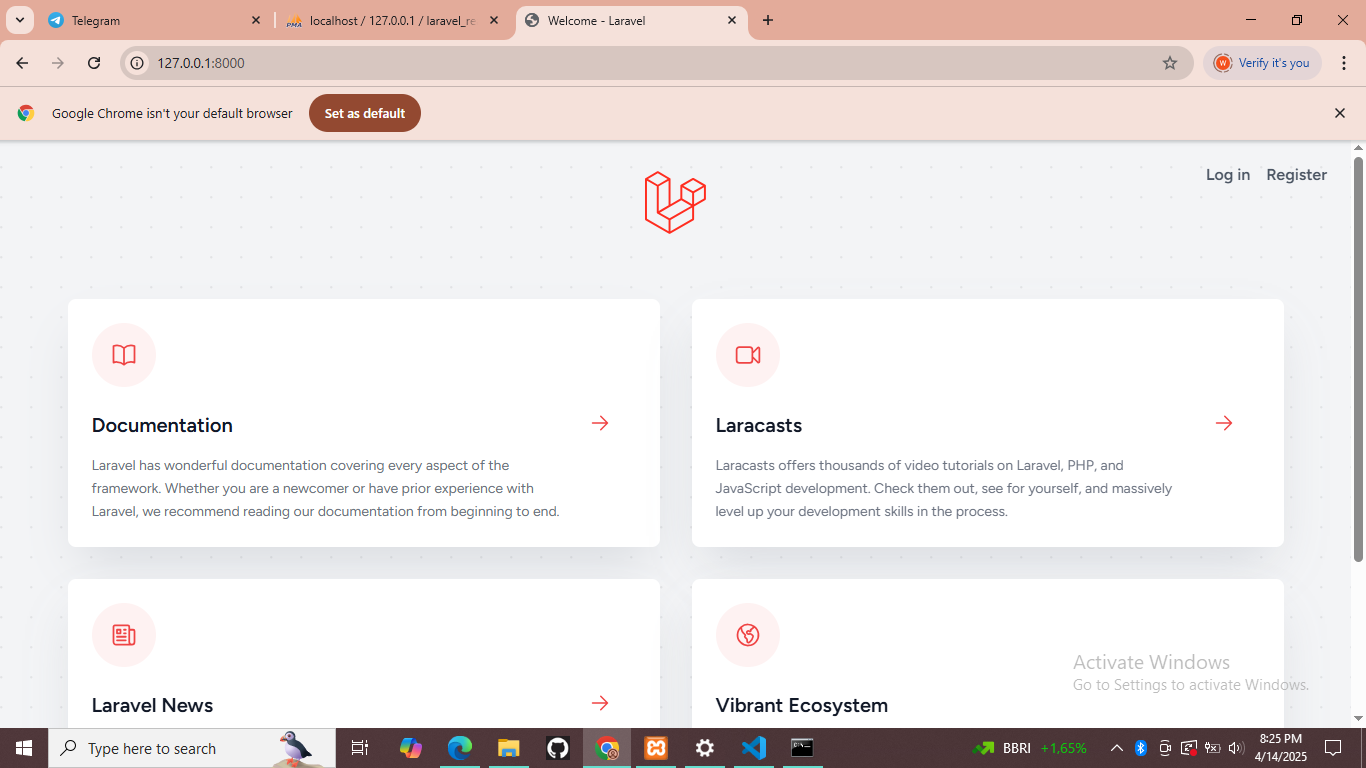 Telegram
localhost / 127.0.0.1 / laravel_re
Welcome - Laravel
127.0.0.1:8000
Verify it's you
Google Chrome isn't your default browser
Set as default
Log in
Register
Documentation
Laravel has wonderful documentation covering every aspect of the
framework. Whether you are a newcomer or have prior experience with
Laravel, we recommend reading our documentation from beginning to end.
Laracasts
Laracasts offers thousands of video tutorials on Laravel, PHP, and
JavaScript development. Check them out, see for yourself, and massively
level up your development skills in the process.
Laravel News
Vibrant Ecosystem
Activate Windows
Go to Settings to activate Windows.
Type here to search
BBRI +1,65%
8:25 PM
4/14/2025